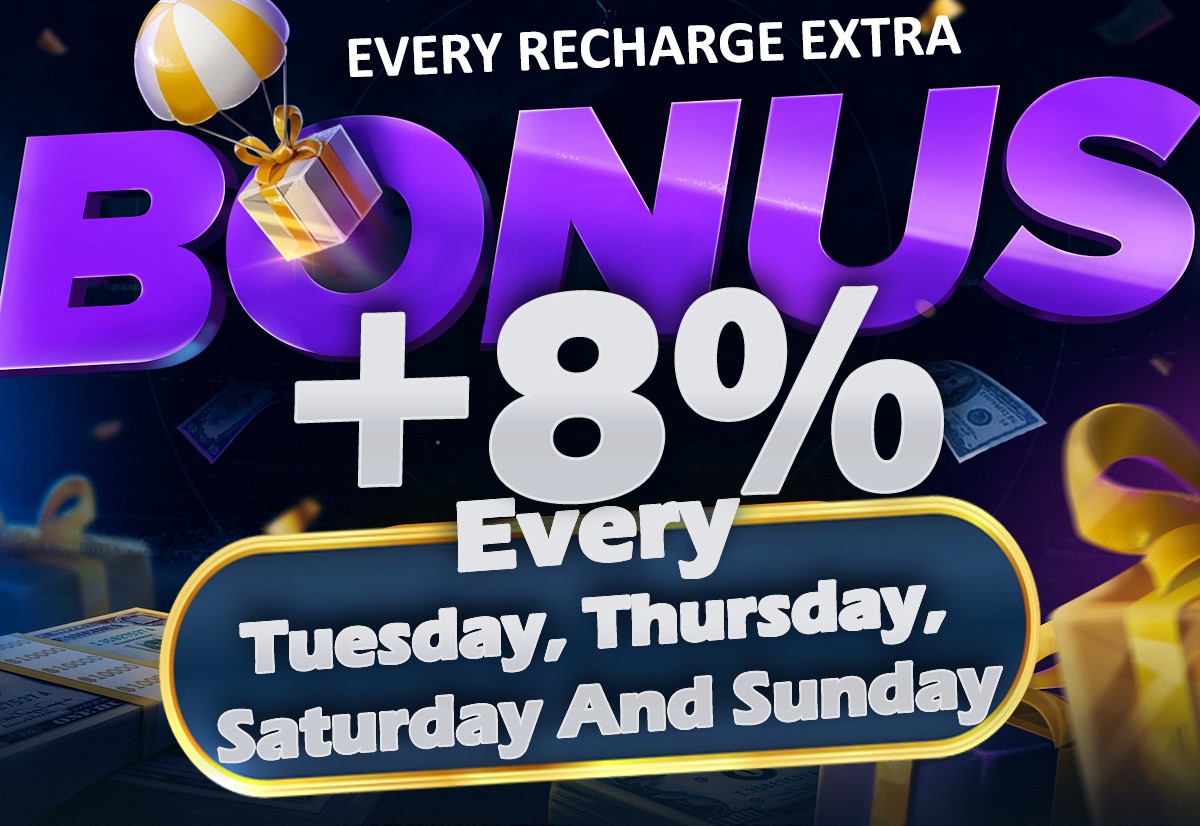 EVERY RECHARGE EXTRA
BONUS
+8%
Every
Tuesday, Thursday,
Saturday And Sunday